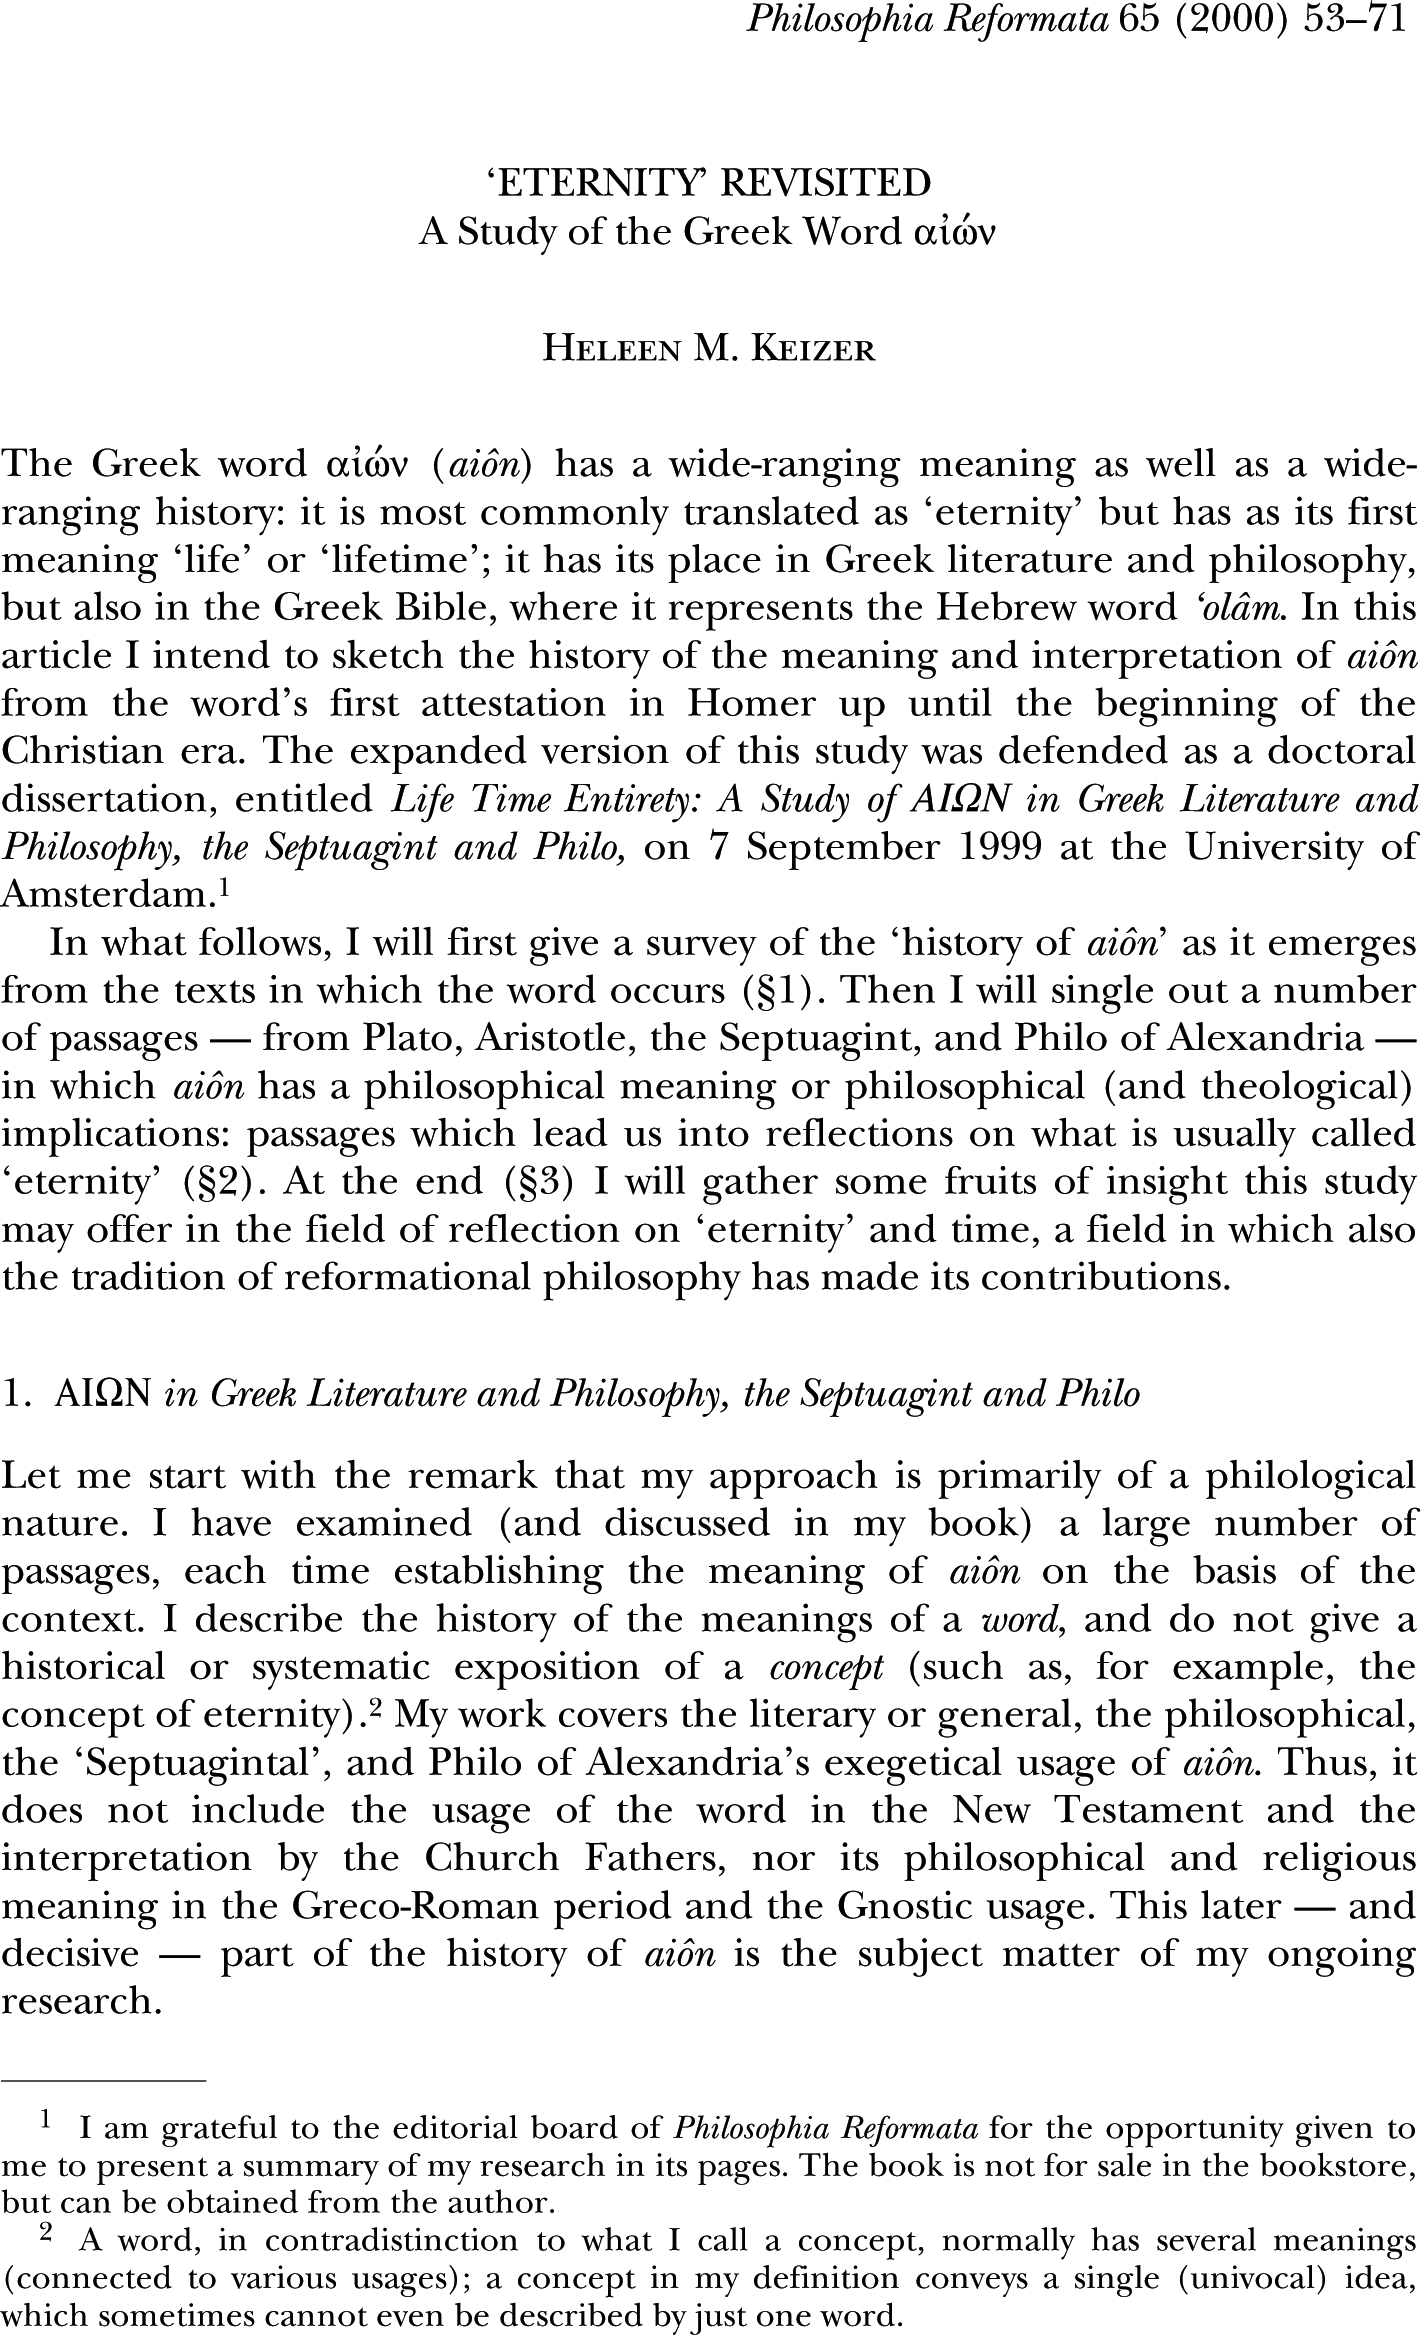 Philosophia Reformata 65 (2000) 53–71
‘ETERNITY’ REVISITED
A Study of the Greek Word αἰών
HELEEN M. KEIZER
The Greek word αἰών (aiôn) has a wide-ranging meaning as well as a wide-
ranging history: it is most commonly translated as ‘eternity’ but has as its first
meaning ‘life’ or ‘lifetime’; it has its place in Greek literature and philosophy,
but also in the Greek Bible, where it represents the Hebrew word ‘olâm. In this
article I intend to sketch the history of the meaning and interpretation of aiôn
from the word’s first attestation in Homer up until the beginning of the
Christian era. The expanded version of this study was defended as a doctoral
dissertation, entitled Life Time Entirety: A Study of ΑΙΩΝ in Greek Literature and
Philosophy, the Septuagint and Philo, on 7 September 1999 at the University of
Amsterdam.1
In what follows, I will first give a survey of the ‘history of aiôn’ as it emerges
from the texts in which the word occurs (§1). Then I will single out a number
of passages — from Plato, Aristotle, the Septuagint, and Philo of Alexandria —
in which aiôn has a philosophical meaning or philosophical (and theological)
implications: passages which lead us into reflections on what is usually called
‘eternity’ (§2). At the end (§3) I will gather some fruits of insight this study
may offer in the field of reflection on ‘eternity’ and time, a field in which also
the tradition of reformational philosophy has made its contributions.
1. ΑΙΩΝ in Greek Literature and Philosophy, the Septuagint and Philo
Let me start with the remark that my approach is primarily of a philological
nature. I have examined (and discussed in my book) a large number of
passages, each time establishing the meaning of aiôn on the basis of the
context. I describe the history of the meanings of a word, and do not give a
historical or systematic exposition of a concept (such as, for example, the
concept of eternity).2 My work covers the literary or general, the philosophical,
the ‘Septuagintal’, and Philo of Alexandria’s exegetical usage of aiôn. Thus, it
does not include the usage of the word in the New Testament and the
interpretation by the Church Fathers, nor its philosophical and religious
meaning in the Greco-Roman period and the Gnostic usage. This later — and
decisive — part of the history of aiôn is the subject matter of my ongoing
research.
1 I am grateful to the editorial board of Philosophia Reformata for the opportunity given to
me to present a summary of my research in its pages. The book is not for sale in the bookstore,
but can be obtained from the author.
2 A word, in contradistinction to what I call a concept, normally has several meanings
(connected to various usages); a concept in my definition conveys a single (univocal) idea,
which sometimes cannot even be described by just one word.